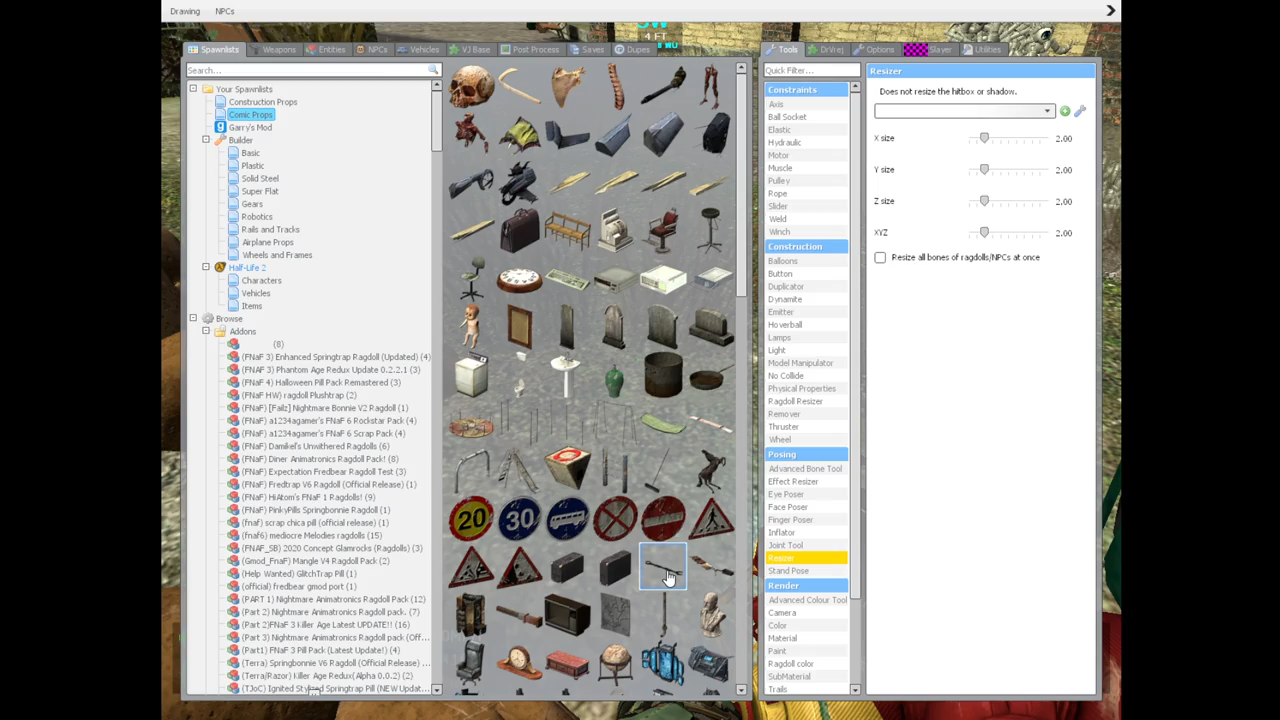 Drawing NPCs
4 FT
Spawnlists Weapons Entities NPCs Vehicles VJ Base Post Process Saves Dupes
Tools DrVrej Options Slayer Utilities
Search...
Your Spawnlists
Construction Props
Comic Props
Garry's Mod
Builder
Basic
Plastic
Solid Steel
Super Flat
Gears
Robotics
Rails and Tracks
Airplane Props
Wheels and Frames
Half-Life 2
Characters
Vehicles
Items
Browse
Addons
(8)
(FNaF 3) Enhanced Springtrap Ragdoll (Updated) (4)
(FNAF 3) Phantom Age Redux Update 0.2.2.1 (3)
(FNAF 4) Halloween Pill Pack Remastered (3)
(FNAF HW) ragdoll Plushtrap (2)
(FNaF) [Failz] Nightmare Bonnie V2 Ragdoll (1)
(FNAF) a1234agamer's FNAF 6 Rockstar Pack (4)
(FNAF) a1234agamer's FNAF 6 Scrap Pack (4)
(FNaF) Damikel's Unwithered Ragdolls (6)
(FNAF) Diner Animatronics Ragdoll Pack! (8)
(FNAF) Expectation Fredbear Ragdoll Test (3)
(FNAF) Fredtrap V6 Ragdoll (Official Release) (1)
(FNAF) HiAtom's FNAF 1 Ragdolls! (9)
(FNAF) PinkyPills Springbonnie Ragdoll (1)
(fnaf) scrap chica pill (official release) (1)
(fnaf6) mediocre Melodies ragdolls (15)
(FNAF_SB) 2020 Concept Glamrocks (Ragdolls) (3)
(Gmod_FnaF) Mangle V4 Ragdoll Pack (2)
(Help Wanted) GlitchTrap Pill (1)
(official) fredbear gmod port (1)
(PART 1) Nightmare Animatronics Ragdoll Pack (12)
(Part 2) Nightmare Animatronics Ragdoll pack. (7)
(Part 2)FNAF 3 Killer Age Latest UPDATE!! (16)
(Part 3) Nightmare Animatronics Ragdoll pack (Off...
(Part1) FNAF 3 Pill Pack (Latest Update!) (4)
(Terra) Springbonnie V6 Ragdoll (Official Release) ...
(Terra/Razor) Killer Age Redux(Alpha 0.0.2) (2)
(TJoC) Ignited Stylized Springtrap Pill (NEW Updat...
20 30
Quick Filter...
Constraints
Axis
Ball Socket
Elastic
Hydraulic
Motor
Muscle
Pulley
Rope
Slider
Weld
Winch
Construction
Balloons
Button
Duplicator
Dynamite
Emitter
Hoverball
Lamps
Light
Model Manipulator
No Collide
Physical Properties
Ragdoll Resizer
Remover
Thruster
Wheel
Posing
Advanced Bone Tool
Effect Resizer
Eye Poser
Face Poser
Finger Poser
Inflator
Joint Tool
Resizer
Stand Pose
Render
Advanced Colour Tool
Camera
Color
Material
Paint
Ragdoll color
SubMaterial
Trails
Resizer
Does not resize the hitbox or shadow.
X size 2.00
Y size 2.00
Z size 2.00
XYZ 2.00
Resize all bones of ragdolls/NPCs at once